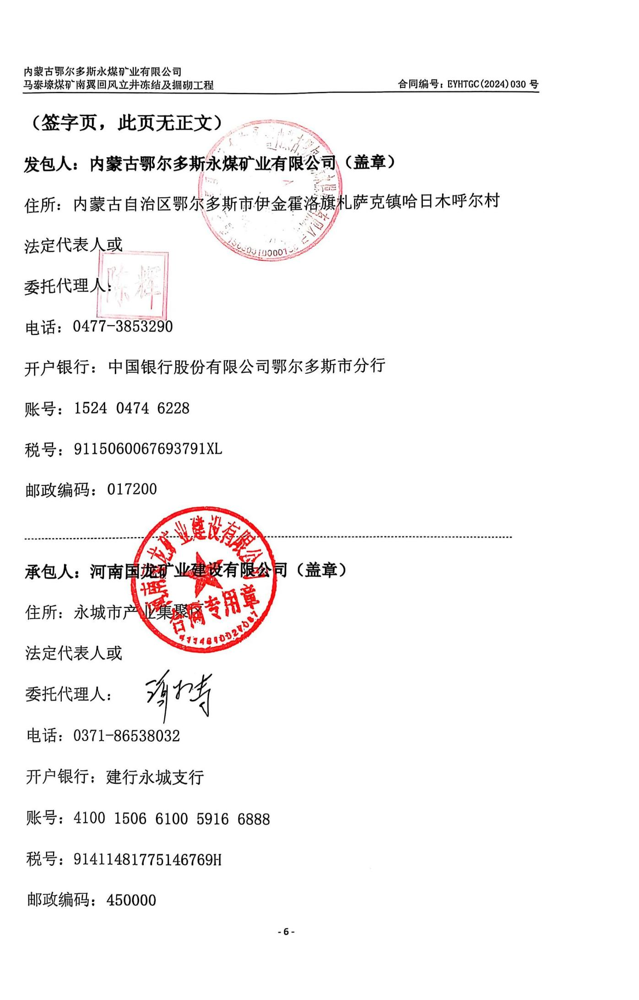 内蒙古鄂尔多斯永煤矿业有限公司
马泰壕煤矿南翼回风立井冻结及掘砌工程
合同编号：EYHTGC(2024)030 号
（签字页，此页无正文）
发包人：内蒙古鄂尔多斯永煤矿业有限公司（盖章）
住所：内蒙古自治区鄂尔多斯市伊金霍洛旗札萨克镇哈日木呼尔村
法定代表人或
委托代理人：
陈辉
电话：0477-3853290
开户银行：中国银行股份有限公司鄂尔多斯市分行
账号：1524 0474 6228
税号：9115060067693791XL
邮政编码：017200
承包人：河南国龙矿业建设有限公司（盖章）
河南国龙矿业建设有限公司
合同专用章
住所：永城市产业集聚区
法定代表人或
委托代理人：
电话：0371-86538032
开户银行：建行永城支行
账号：4100 1506 6100 5916 6888
税号：91411481775146769H
邮政编码：450000
- 6 -